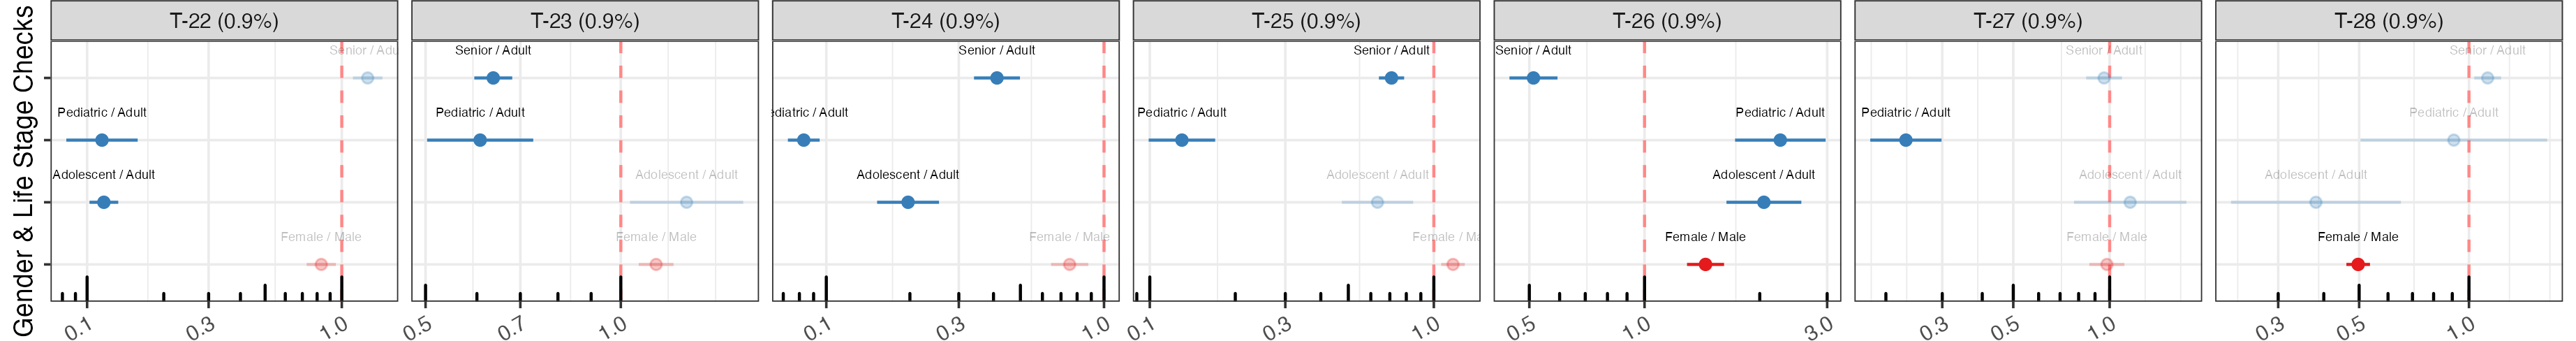 Gender & Life Stage Checks
T-22 (0.9%)
Senior / Adu
Pediatric / Adult
Adolescent / Adult
Female / Male
0.1
0.3
1.0
T-23 (0.9%)
Senior / Adult
Pediatric / Adult
Adolescent / Adult
Female / Male
0.5
0.7
1.0
T-24 (0.9%)
Senior / Adult
ediatric / Adult
Adolescent / Adult
Female / Male
0.1
0.3
1.0
T-25 (0.9%)
Senior / Adult
Pediatric / Adult
Adolescent / Adult
Female / Ma
0.1
0.3
1.0
T-26 (0.9%)
Senior / Adult
Pediatric / Adult
Adolescent / Adult
Female / Male
0.5
1.0
3.0
T-27 (0.9%)
Senior / Adult
Pediatric / Adult
Adolescent / Adult
Female / Male
0.3
0.5
1.0
T-28 (0.9%)
Senior / Adult
Pediatric / Adult
Adolescent / Adult
Female / Male
0.3
0.5
1.0